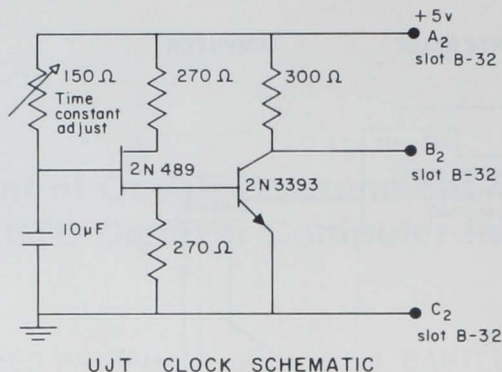 +5v
A2
slot B-32
150 Ω
Time
constant
adjust
270 Ω
300 Ω
B2
slot B-32
2N489
2N3393
10µF
270 Ω
C2
slot B-32
UJT CLOCK SCHEMATIC